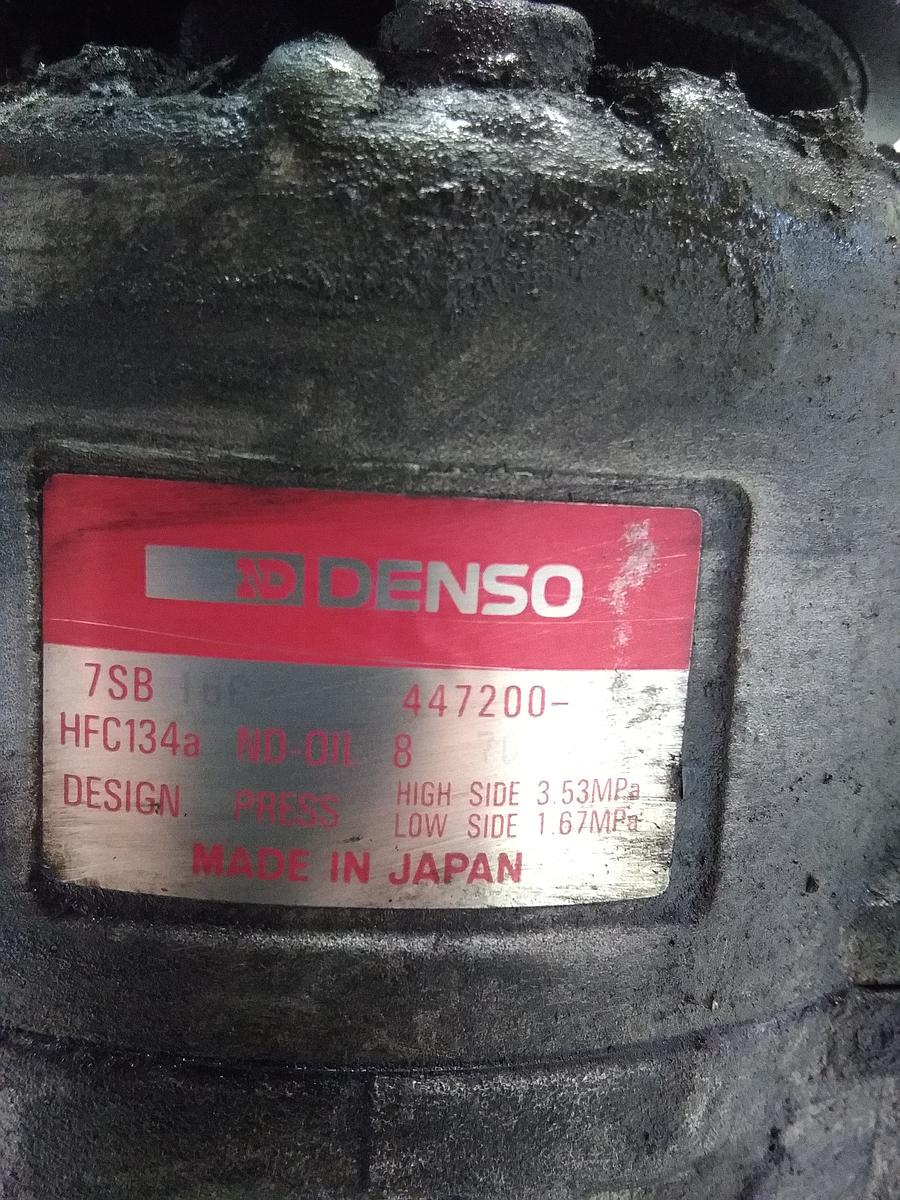 ND DENSO
7SB 447200-
HFC134a ND-OIL 8
DESIGN PRESS HIGH SIDE 3.53MPa
LOW SIDE 1.67MPa
MADE IN JAPAN